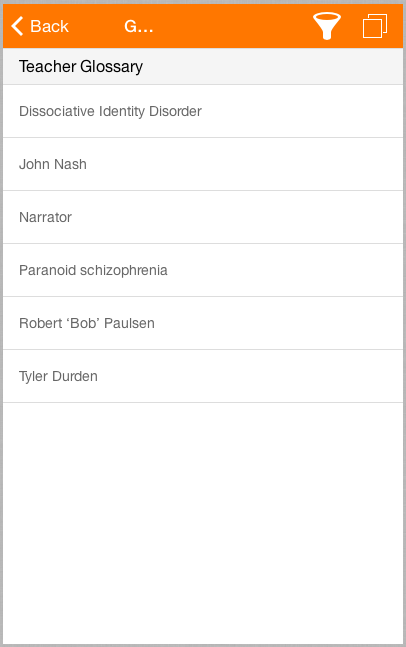 Back
G...
Teacher Glossary
Dissociative Identity Disorder
John Nash
Narrator
Paranoid schizophrenia
Robert ‘Bob’ Paulsen
Tyler Durden